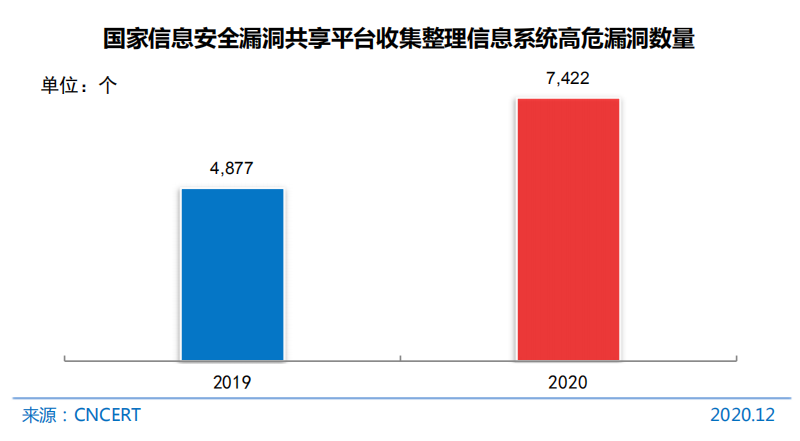 国家信息安全漏洞共享平台收集整理信息系统高危漏洞数量
单位：个
7,422
4,877
2019 2020
来源：CNCERT 2020.12